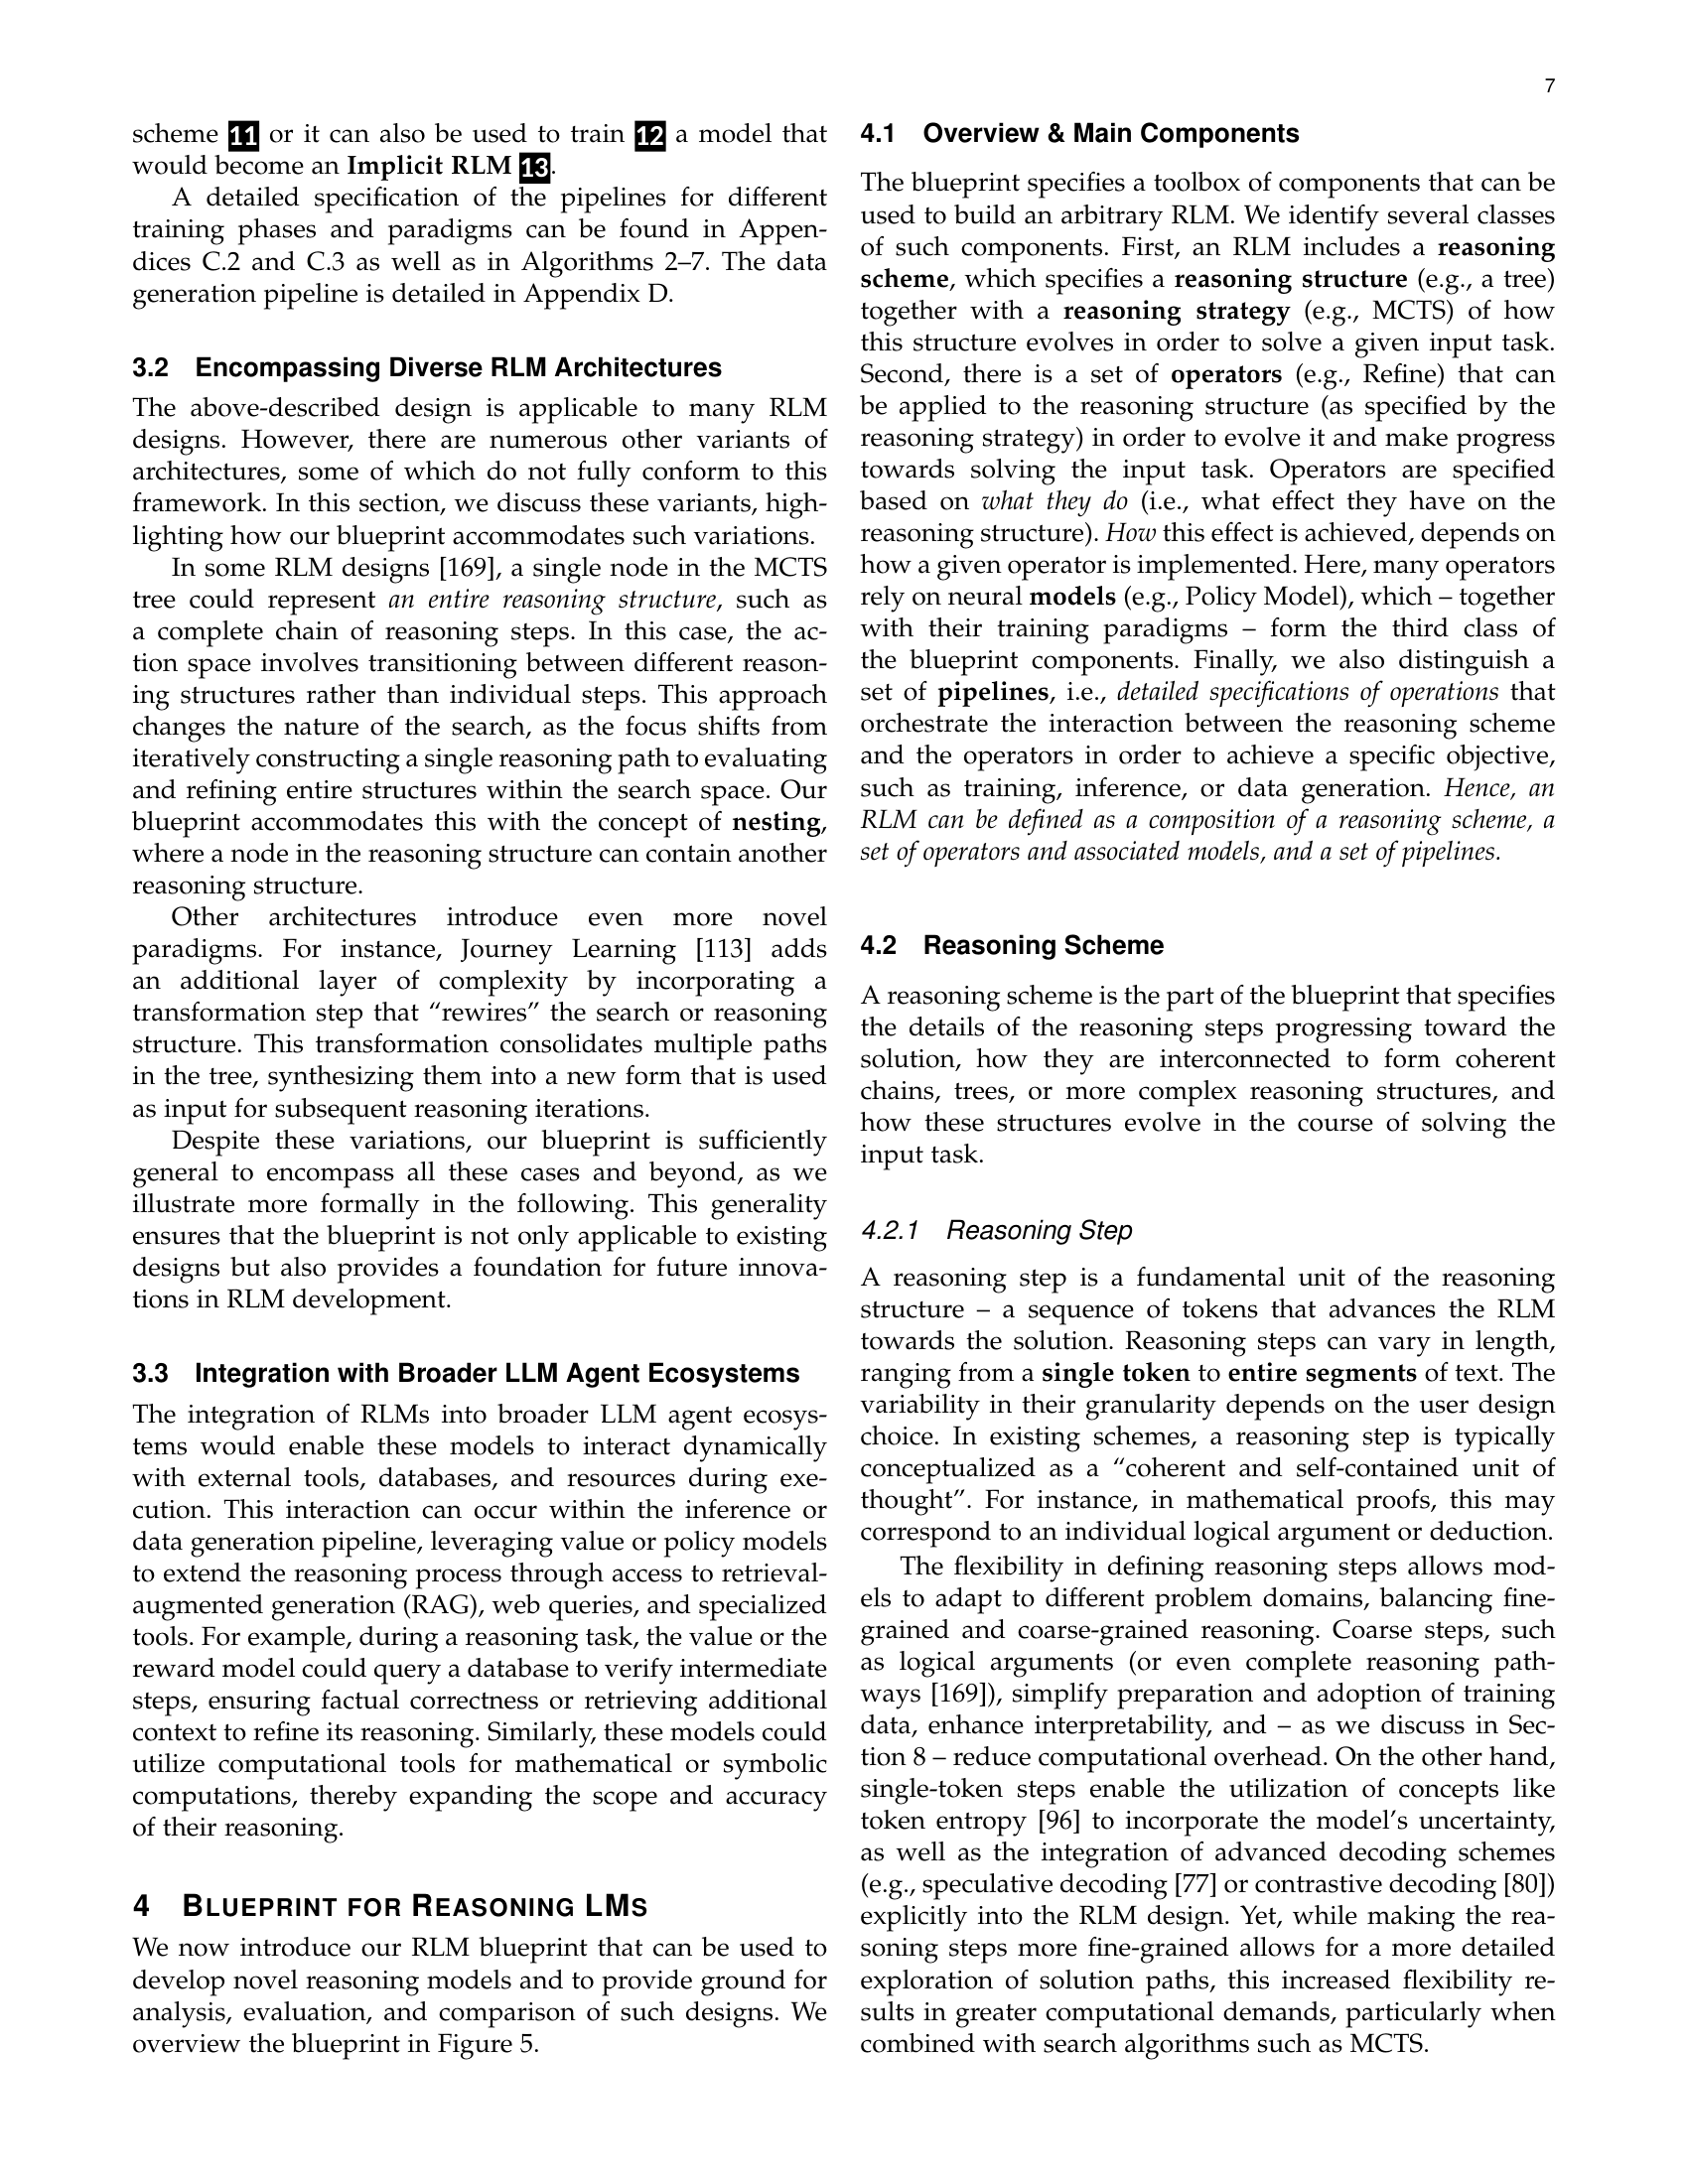 7
scheme 11 or it can also be used to train 12 a model that
would become an Implicit RLM 13.
A detailed specification of the pipelines for different
training phases and paradigms can be found in Appen-
dices C.2 and C.3 as well as in Algorithms 2–7. The data
generation pipeline is detailed in Appendix D.
3.2 Encompassing Diverse RLM Architectures
The above-described design is applicable to many RLM
designs. However, there are numerous other variants of
architectures, some of which do not fully conform to this
framework. In this section, we discuss these variants, high-
lighting how our blueprint accommodates such variations.
In some RLM designs [169], a single node in the MCTS
tree could represent an entire reasoning structure, such as
a complete chain of reasoning steps. In this case, the ac-
tion space involves transitioning between different reason-
ing structures rather than individual steps. This approach
changes the nature of the search, as the focus shifts from
iteratively constructing a single reasoning path to evaluating
and refining entire structures within the search space. Our
blueprint accommodates this with the concept of nesting,
where a node in the reasoning structure can contain another
reasoning structure.
Other architectures introduce even more novel
paradigms. For instance, Journey Learning [113] adds
an additional layer of complexity by incorporating a
transformation step that “rewires” the search or reasoning
structure. This transformation consolidates multiple paths
in the tree, synthesizing them into a new form that is used
as input for subsequent reasoning iterations.
Despite these variations, our blueprint is sufficiently
general to encompass all these cases and beyond, as we
illustrate more formally in the following. This generality
ensures that the blueprint is not only applicable to existing
designs but also provides a foundation for future innova-
tions in RLM development.
3.3 Integration with Broader LLM Agent Ecosystems
The integration of RLMs into broader LLM agent ecosys-
tems would enable these models to interact dynamically
with external tools, databases, and resources during exe-
cution. This interaction can occur within the inference or
data generation pipeline, leveraging value or policy models
to extend the reasoning process through access to retrieval-
augmented generation (RAG), web queries, and specialized
tools. For example, during a reasoning task, the value or the
reward model could query a database to verify intermediate
steps, ensuring factual correctness or retrieving additional
context to refine its reasoning. Similarly, these models could
utilize computational tools for mathematical or symbolic
computations, thereby expanding the scope and accuracy
of their reasoning.
4 BLUEPRINT FOR REASONING LMS
We now introduce our RLM blueprint that can be used to
develop novel reasoning models and to provide ground for
analysis, evaluation, and comparison of such designs. We
overview the blueprint in Figure 5.
4.1 Overview & Main Components
The blueprint specifies a toolbox of components that can be
used to build an arbitrary RLM. We identify several classes
of such components. First, an RLM includes a reasoning
scheme, which specifies a reasoning structure (e.g., a tree)
together with a reasoning strategy (e.g., MCTS) of how
this structure evolves in order to solve a given input task.
Second, there is a set of operators (e.g., Refine) that can
be applied to the reasoning structure (as specified by the
reasoning strategy) in order to evolve it and make progress
towards solving the input task. Operators are specified
based on what they do (i.e., what effect they have on the
reasoning structure). How this effect is achieved, depends on
how a given operator is implemented. Here, many operators
rely on neural models (e.g., Policy Model), which – together
with their training paradigms – form the third class of
the blueprint components. Finally, we also distinguish a
set of pipelines, i.e., detailed specifications of operations that
orchestrate the interaction between the reasoning scheme
and the operators in order to achieve a specific objective,
such as training, inference, or data generation. Hence, an
RLM can be defined as a composition of a reasoning scheme, a
set of operators and associated models, and a set of pipelines.
4.2 Reasoning Scheme
A reasoning scheme is the part of the blueprint that specifies
the details of the reasoning steps progressing toward the
solution, how they are interconnected to form coherent
chains, trees, or more complex reasoning structures, and
how these structures evolve in the course of solving the
input task.
4.2.1 Reasoning Step
A reasoning step is a fundamental unit of the reasoning
structure – a sequence of tokens that advances the RLM
towards the solution. Reasoning steps can vary in length,
ranging from a single token to entire segments of text. The
variability in their granularity depends on the user design
choice. In existing schemes, a reasoning step is typically
conceptualized as a “coherent and self-contained unit of
thought”. For instance, in mathematical proofs, this may
correspond to an individual logical argument or deduction.
The flexibility in defining reasoning steps allows mod-
els to adapt to different problem domains, balancing fine-
grained and coarse-grained reasoning. Coarse steps, such
as logical arguments (or even complete reasoning path-
ways [169]), simplify preparation and adoption of training
data, enhance interpretability, and – as we discuss in Sec-
tion 8 – reduce computational overhead. On the other hand,
single-token steps enable the utilization of concepts like
token entropy [96] to incorporate the model’s uncertainty,
as well as the integration of advanced decoding schemes
(e.g., speculative decoding [77] or contrastive decoding [80])
explicitly into the RLM design. Yet, while making the rea-
soning steps more fine-grained allows for a more detailed
exploration of solution paths, this increased flexibility re-
sults in greater computational demands, particularly when
combined with search algorithms such as MCTS.